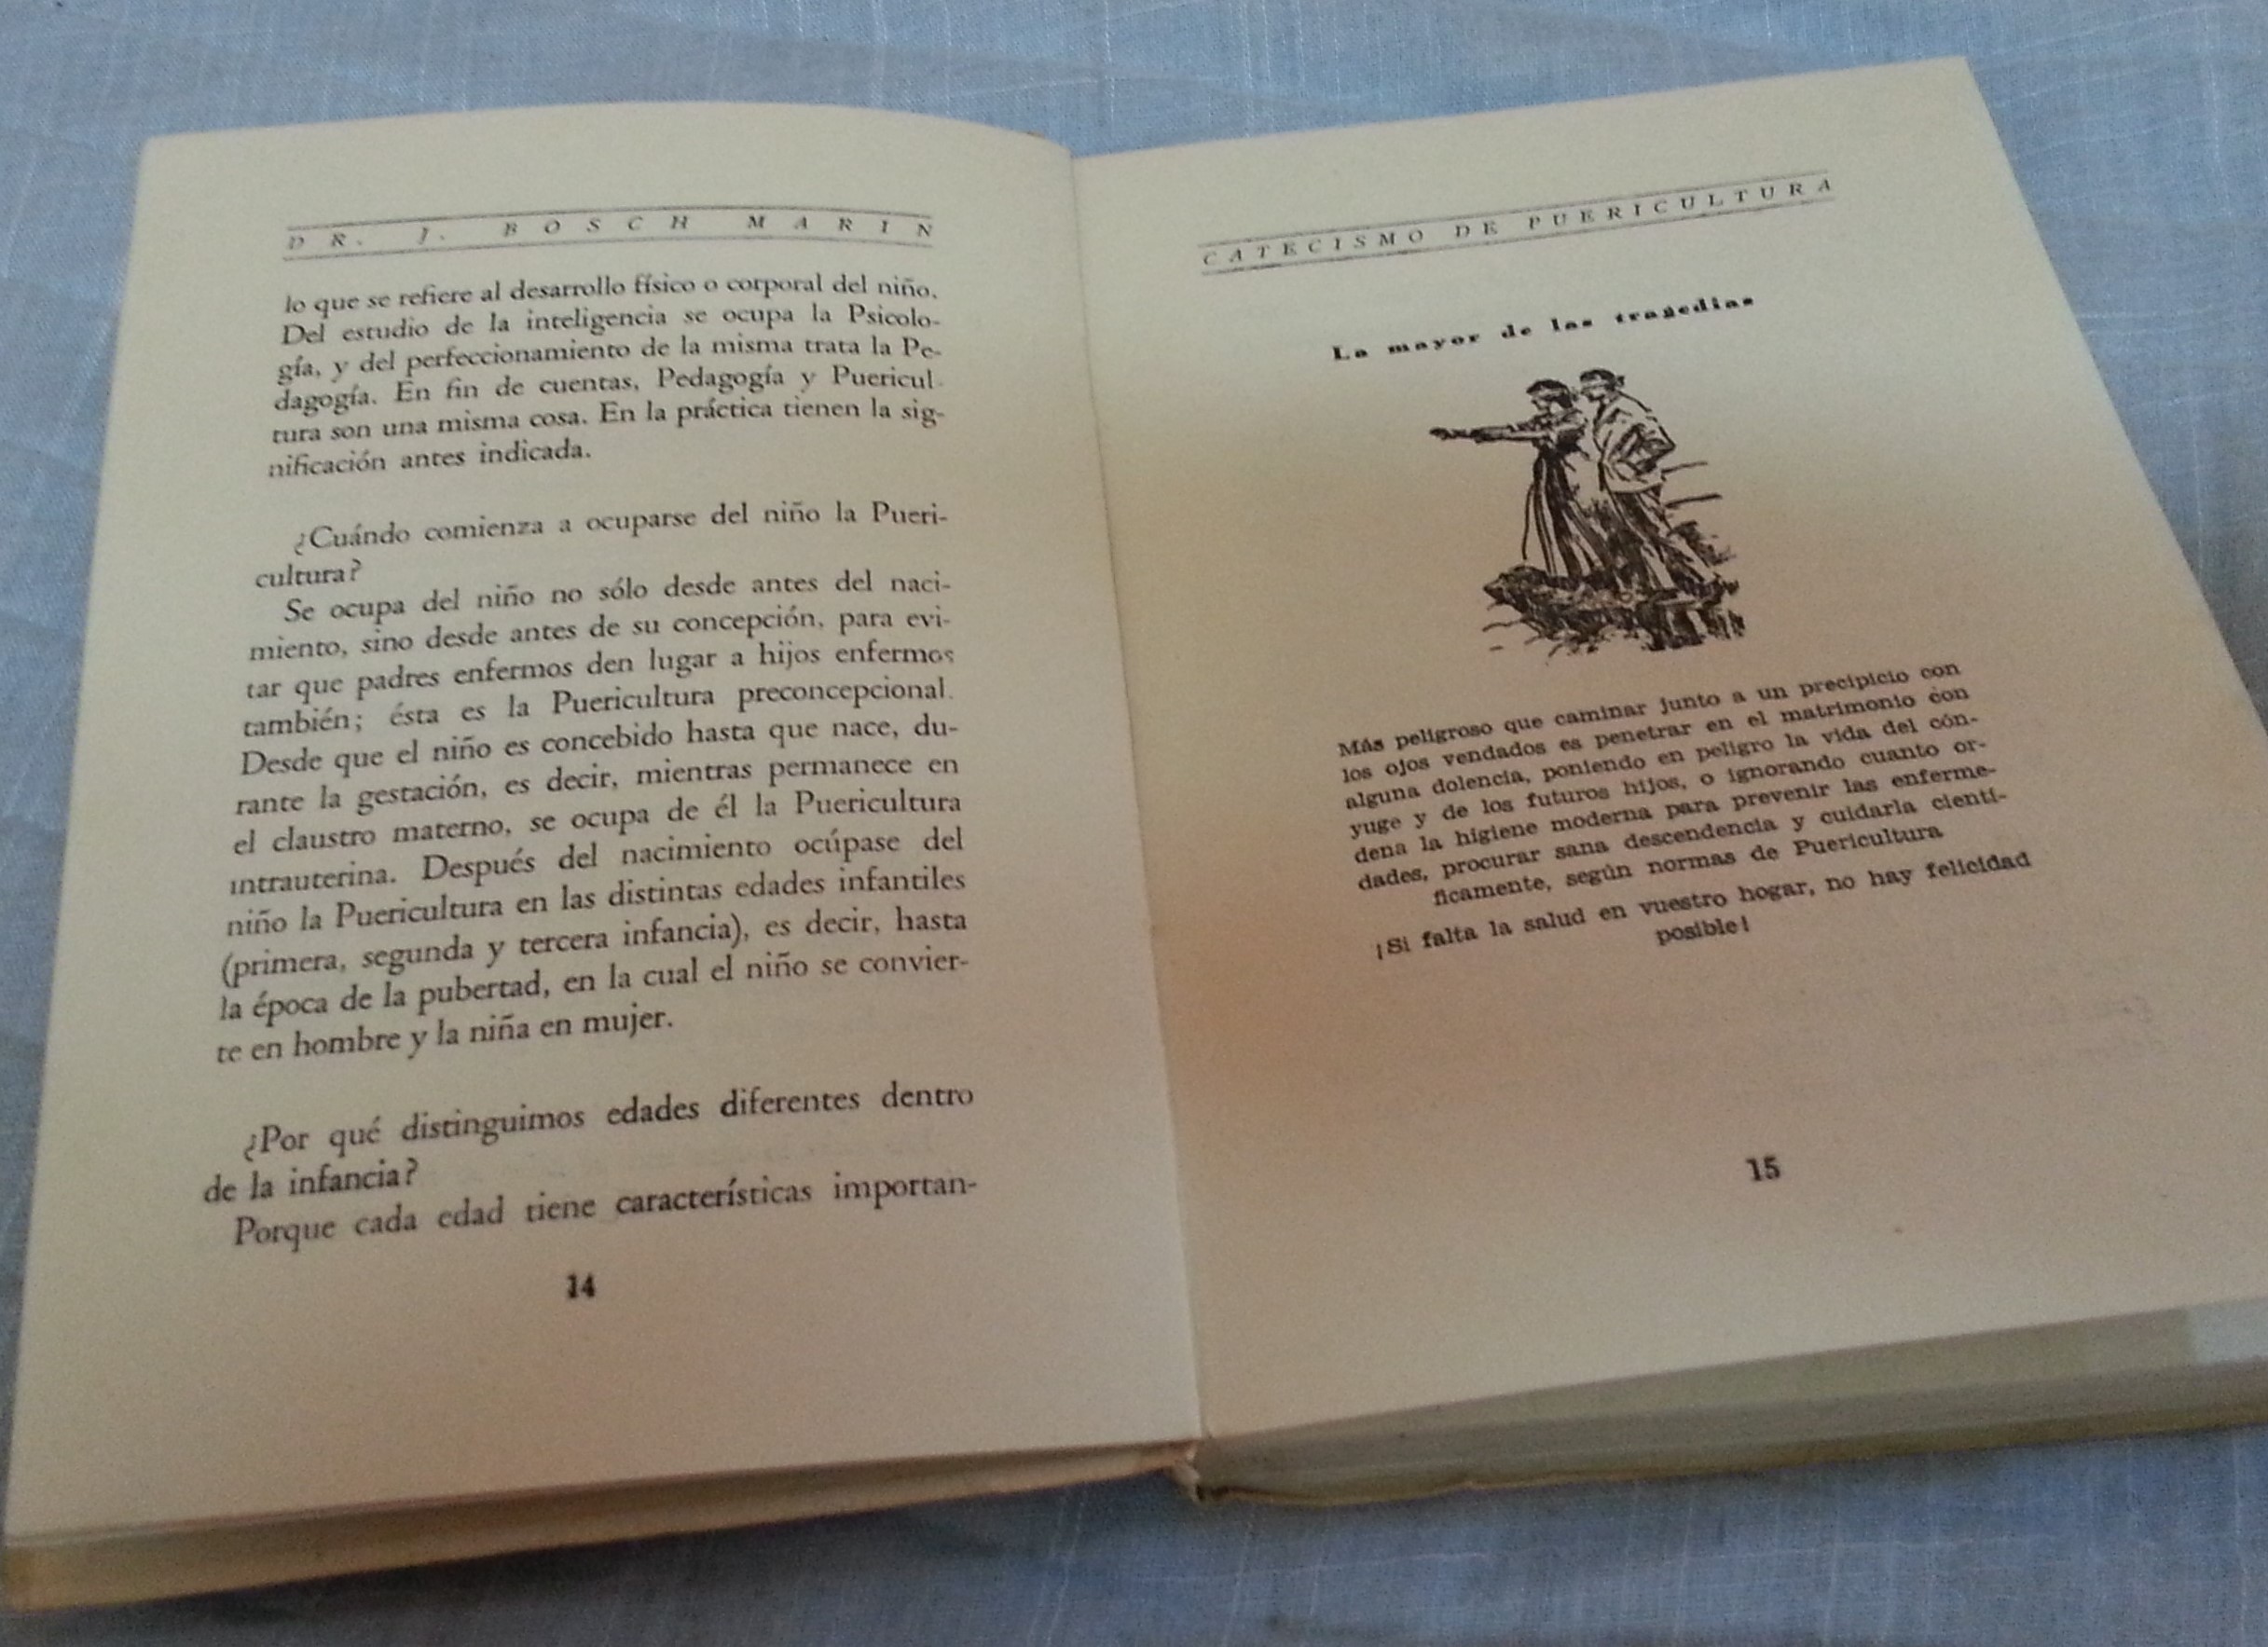 DR. J. BOSCH MARIN
lo que se refiere al desarrollo físico o corporal del niño.
Del estudio de la inteligencia se ocupa la Psicolo-
gía, y del perfeccionamiento de la misma trata la Pe-
dagogía. En fin de cuentas, Pedagogía y Puericul-
tura son una misma cosa. En la práctica tienen la sig-
nificación antes indicada.
¿Cuándo comienza a ocuparse del niño la Pueri-
cultura?
Se ocupa del niño no sólo desde antes del naci-
miento, sino desde antes de su concepción, para evi-
tar que padres enfermos den lugar a hijos enfermos
también; ésta es la Puericultura preconcepcional.
Desde que el niño es concebido hasta que nace, du-
rante la gestación, es decir, mientras permanece en
el claustro materno, se ocupa de él la Puericultura
intrauterina. Después del nacimiento ocúpase del
niño la Puericultura en las distintas edades infantiles
(primera, segunda y tercera infancia), es decir, hasta
la época de la pubertad, en la cual el niño se convier-
te en hombre y la niña en mujer.
¿Por qué distinguimos edades diferentes dentro
de la infancia?
Porque cada edad tiene características importan-
14
CATECISMO DE PUERICULTURA
La mayor de las tragedias
Más peligroso que caminar junto a un precipicio con
los ojos vendados es penetrar en el matrimonio con
alguna dolencia, poniendo en peligro la vida del cón-
yuge y de los futuros hijos, o ignorando cuanto or-
dena la higiene moderna para prevenir las enferme-
dades, procurar sana descendencia y cuidarla cientí-
ficamente, según normas de Puericultura
¡Si falta la salud en vuestro hogar, no hay felicidad
posible!
15